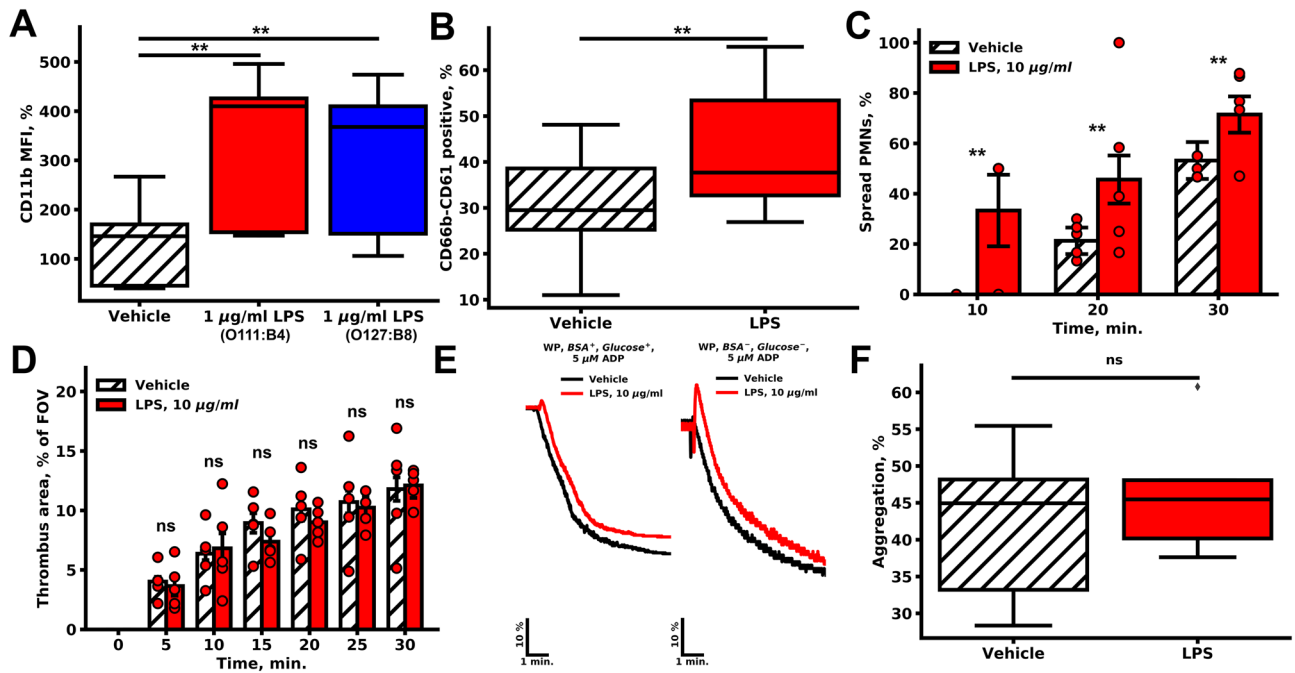 A
CD11b MFI, %
500
400
300
200
100
**
**
Vehicle
1 μg/ml LPS
(O111:B4)
1 μg/ml LPS
(O127:B8)
B
CD66b-CD61 positive, %
60
50
40
30
20
10
**
Vehicle
LPS
C
Spread PMNs, %
100
80
60
40
20
0
Vehicle
LPS, 10 μg/ml
**
**
**
10
20
30
Time, min.
D
Thrombus area, % of FOV
20
15
10
5
0
Vehicle
LPS, 10 μg/ml
ns
ns
ns
ns
ns
ns
0
5
10
15
20
25
30
Time, min.
E
WP, BSA⁺, Glucose⁺,
5 μM ADP
Vehicle
LPS, 10 μg/ml
10 %
1 min.
WP, BSA⁻, Glucose⁻,
5 μM ADP
Vehicle
LPS, 10 μg/ml
10 %
1 min.
F
Aggregation, %
60
55
50
45
40
35
30
ns
Vehicle
LPS